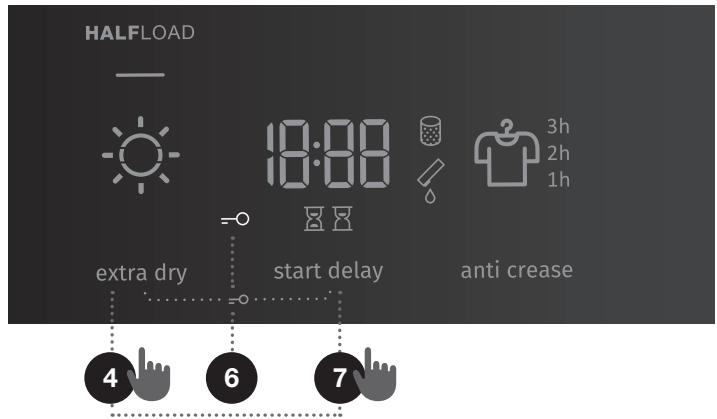 HALFLOAD
18:88
3h
2h
1h
extra dry
start delay
anti crease
4
6
7